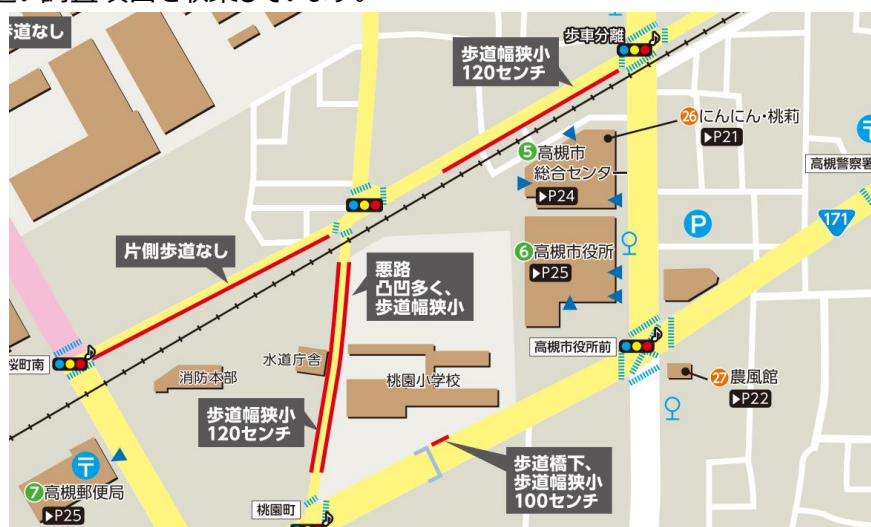 歩道なし
歩車分離
歩道幅狭小
120センチ
26にんにん・桃莉
▶P21
5高槻市
総合センター
▶P24
高槻警察署
171
P
片側歩道なし
6高槻市役所
▶P25
悪路
凸凹多く、
歩道幅狭小
高槻市役所前
桜町南
水道庁舎
消防本部
桃園小学校
27農風館
▶P22
歩道幅狭小
120センチ
歩道橋下、
歩道幅狭小
100センチ
7高槻郵便局
▶P25
桃園町